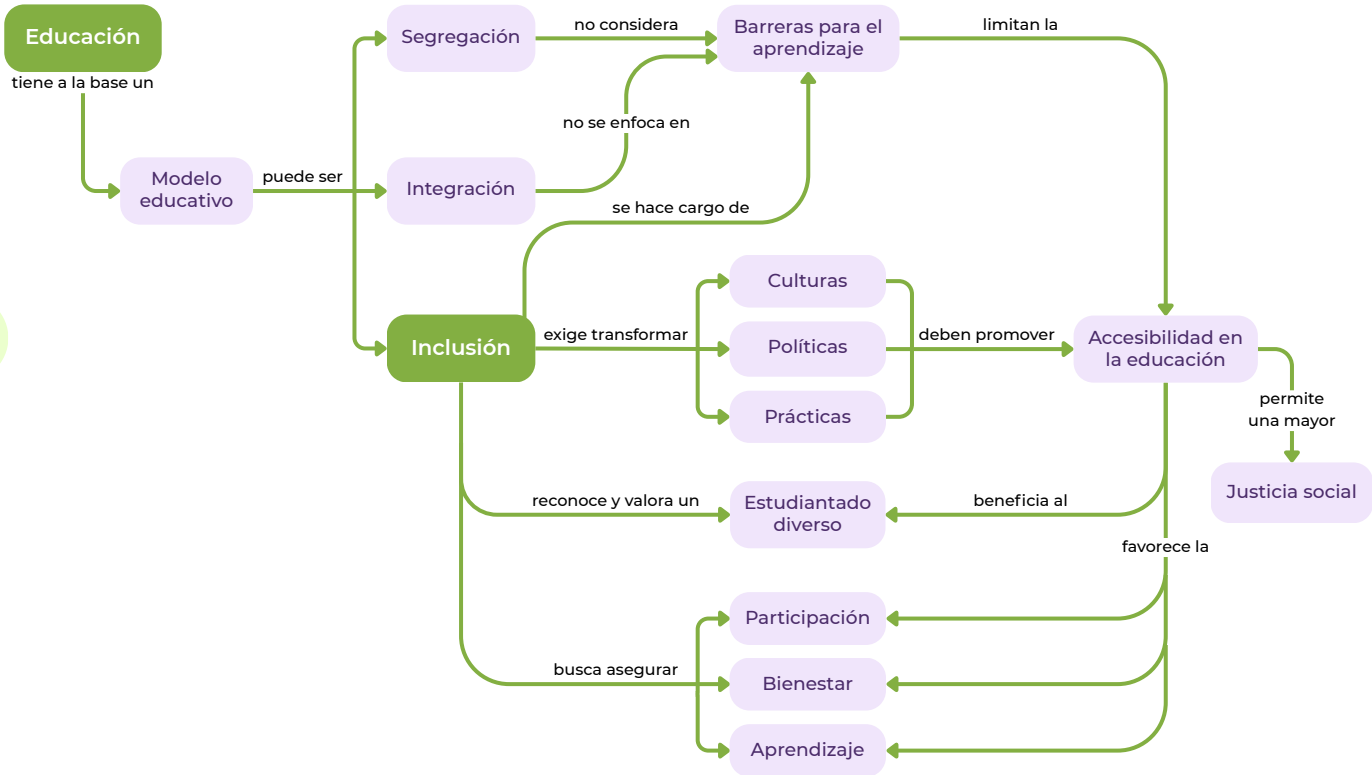 Educación
tiene a la base un
Modelo
educativo
puede ser
Segregación
no considera
Barreras para el
aprendizaje
limitan la
Integración
no se enfoca en
se hace cargo de
Inclusión
exige transformar
Culturas
Políticas
Prácticas
deben promover
Accesibilidad en
la educación
permite
una mayor
Justicia social
reconoce y valora un
Estudiantado
diverso
beneficia al
favorece la
busca asegurar
Participación
Bienestar
Aprendizaje